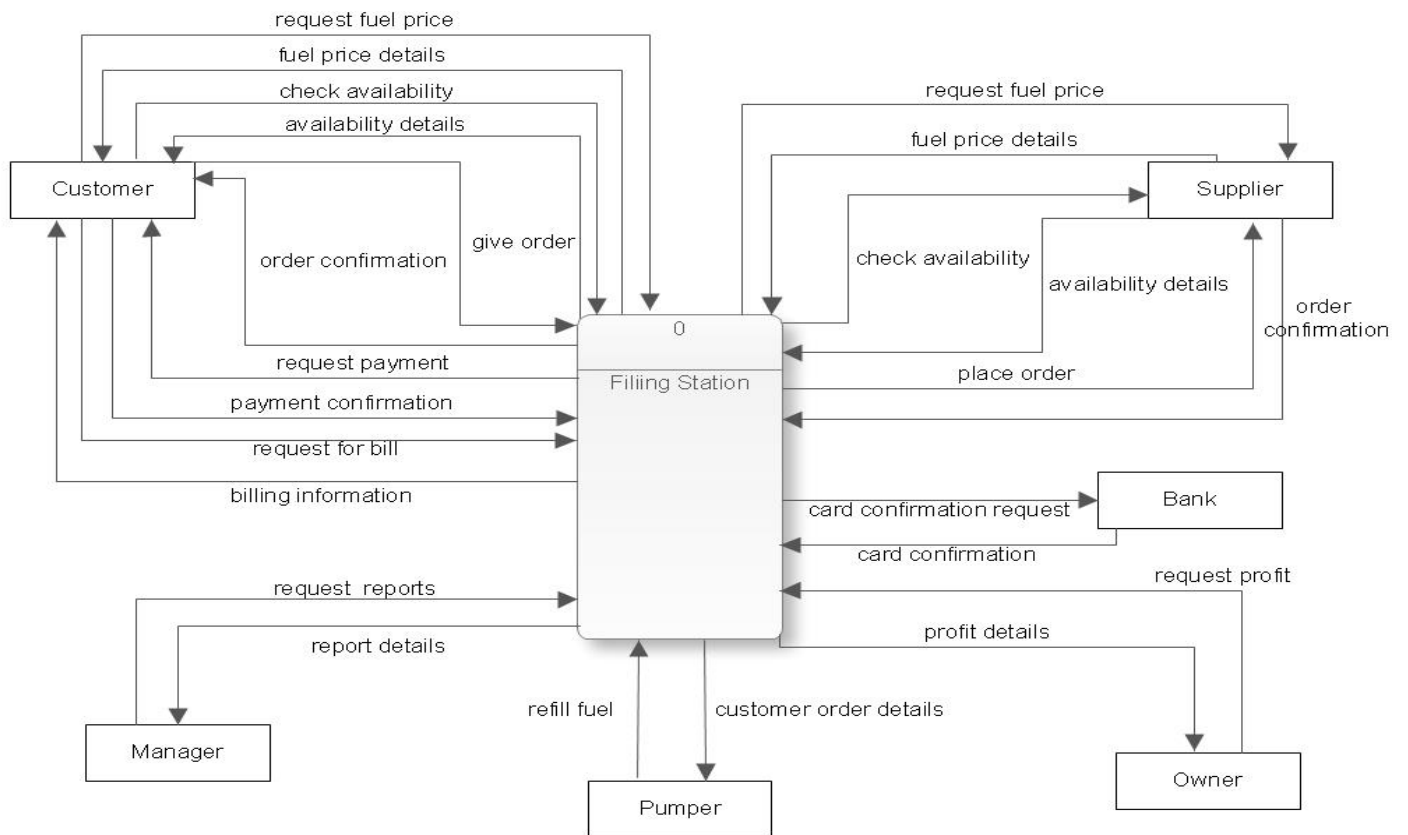 request fuel price
fuel price details
check availability
availability details
request fuel price
fuel price details
Customer
Supplier
give order
order confirmation
check availability
availability details
order
confirmation
0
Filiing Station
request payment
place order
payment confirmation
request for bill
billing information
Bank
card confirmation request
card confirmation
request profit
request  reports
report details
profit details
refill fuel
customer order details
Manager
Owner
Pumper